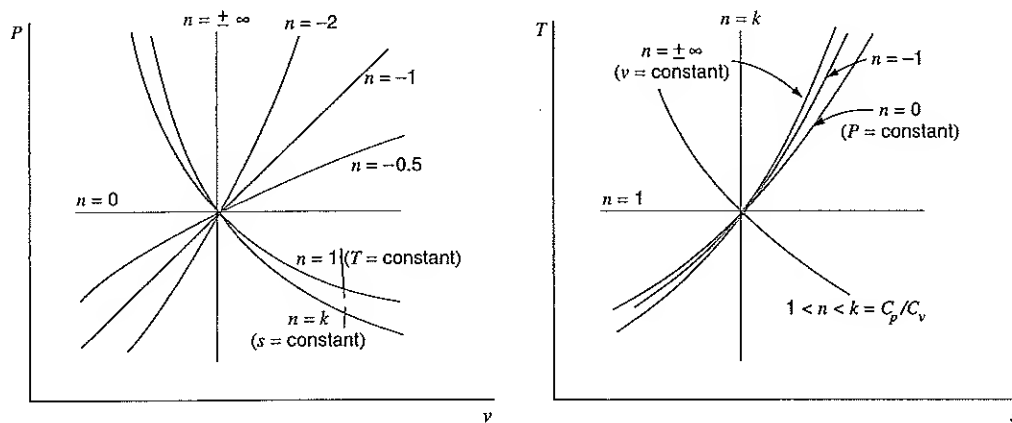 P
n = ± ∞
n = −2
n = −1
n = −0.5
n = 0
n = 1 (T = constant)
n = k
(s = constant)
v
T
n = k
n = ± ∞
(v = constant)
n = −1
n = 0
(P = constant)
n = 1
1 < n < k = C_p/C_v